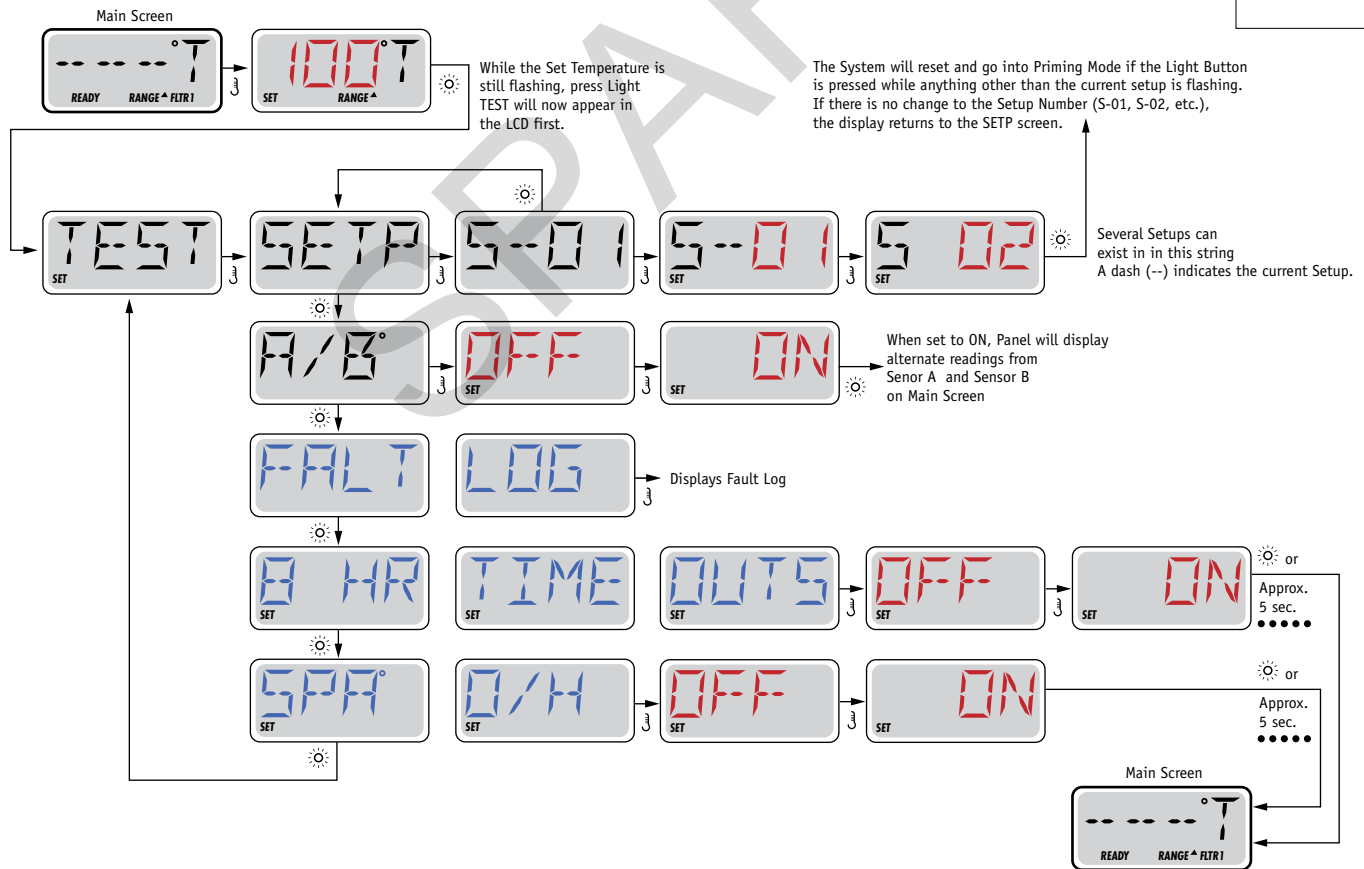 Main Screen
-- -- --°T
READY RANGE FLTR1
100°T
SET RANGE
While the Set Temperature is
still flashing, press Light
TEST will now appear in
the LCD first.
The System will reset and go into Priming Mode if the Light Button
is pressed while anything other than the current setup is flashing.
If there is no change to the Setup Number (S-01, S-02, etc.),
the display returns to the SETP screen.
TEST
SET
SETP
S-01
S--01
SET
S 02
SET
Several Setups can
exist in in this string
A dash (--) indicates the current Setup.
A/B°
OFF
SET
ON
SET
When set to ON, Panel will display
alternate readings from
Senor A and Sensor B
on Main Screen
FALT
LOG
Displays Fault Log
8 HR
SET
TIME
SET
OUTS
SET
OFF
SET
ON
SET
or
Approx.
5 sec.
SPA°
SET
O/H
SET
OFF
SET
ON
SET
or
Approx.
5 sec.
Main Screen
-- -- --°T
READY RANGE FLTR1